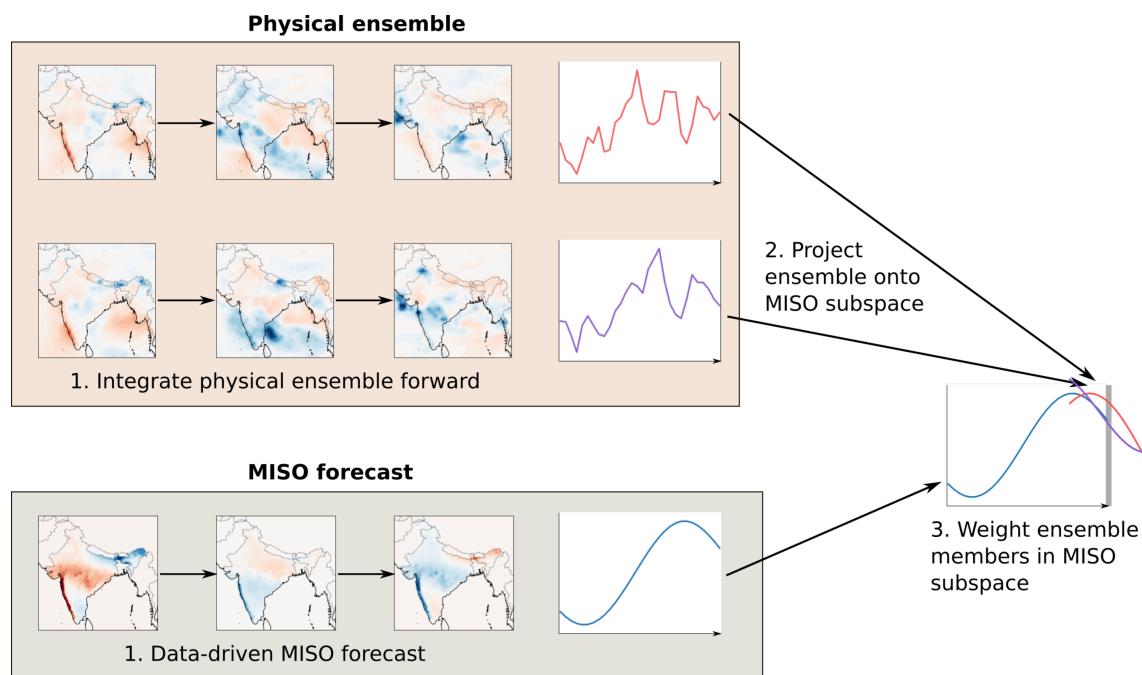 Physical ensemble
1. Integrate physical ensemble forward
2. Project
ensemble onto
MISO subspace
MISO forecast
1. Data-driven MISO forecast
3. Weight ensemble
members in MISO
subspace